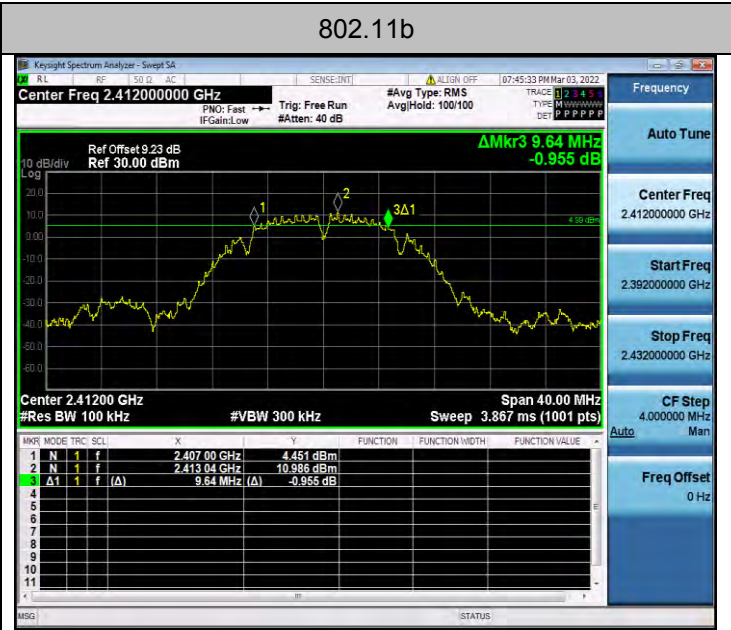 802.11b
Keysight Spectrum Analyzer - Swept SA
RL RF 50 Ω AC SENSE:INT ALIGN OFF 07:45:33 PM Mar 03, 2022
Center Freq 2.412000000 GHz
PNO: Fast
IFGain:Low
Trig: Free Run
#Atten: 40 dB
#Avg Type: RMS
Avg|Hold: 100/100
TRACE 1 2 3 4 5 6
TYPE M W W W W W
DET P P P P P P
Frequency
Auto Tune
Center Freq
2.412000000 GHz
Start Freq
2.392000000 GHz
Stop Freq
2.432000000 GHz
CF Step
4.000000 MHz
Auto Man
Freq Offset
0 Hz
ΔMkr3 9.64 MHz
-0.955 dB
Ref Offset 9.23 dB
10 dB/div Ref 30.00 dBm
Log
20.0
10.0
0.00
-10.0
-20.0
-30.0
-40.0
-50.0
-60.0
1
2
3Δ1
Center 2.41200 GHz Span 40.00 MHz
#Res BW 100 kHz #VBW 300 kHz Sweep 3.867 ms (1001 pts)
MKR MODE TRC SCL X Y FUNCTION FUNCTION WIDTH FUNCTION VALUE
1 N 1 f 2.407 00 GHz 4.451 dBm
2 N 1 f 2.413 04 GHz 10.986 dBm
3 Δ1 1 f (Δ) 9.64 MHz (Δ) -0.955 dB
4
5
6
7
8
9
10
11
MSG STATUS